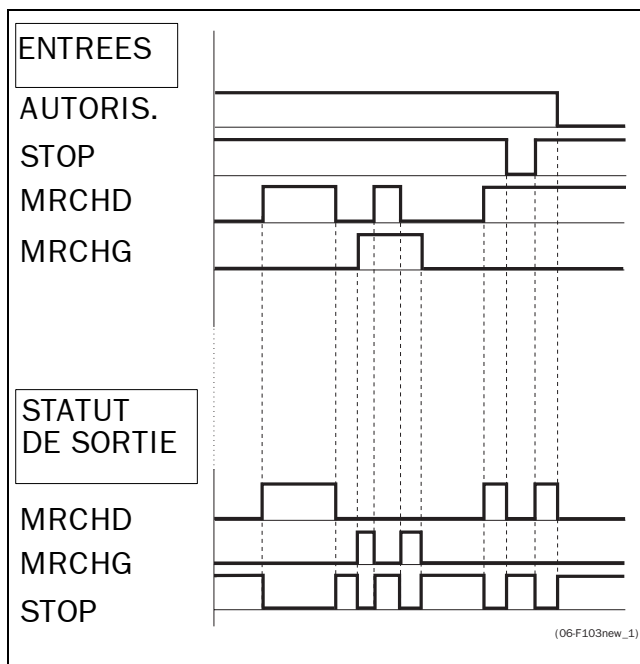 ENTREES
AUTORIS.
STOP
MRCHD
MRCHG
STATUT
DE SORTIE
MRCHD
MRCHG
STOP
(06-F103new_1)